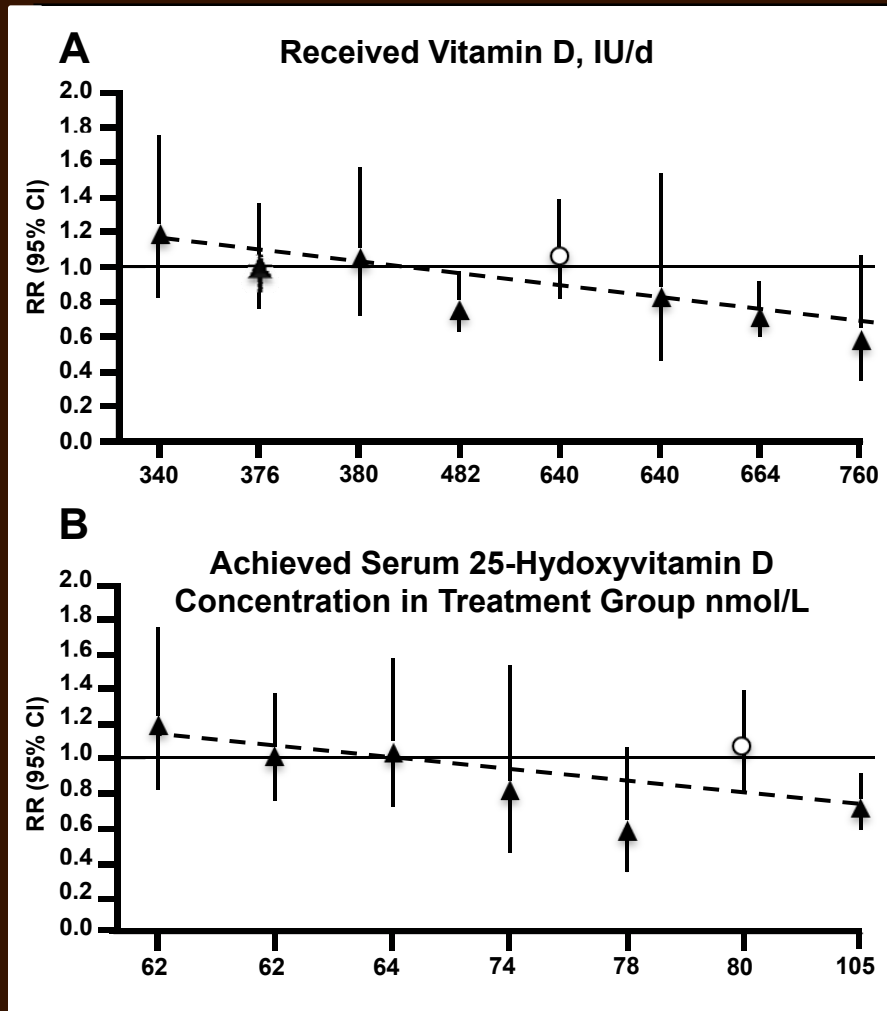 A
Received Vitamin D, IU/d
RR (95% CI)
2.0
1.8
1.6
1.4
1.2
1.0
0.8
0.6
0.4
0.2
0.0
340 376 380 482 640 640 664 760
B
Achieved Serum 25-Hydoxyvitamin D
Concentration in Treatment Group nmol/L
RR (95% CI)
2.0
1.8
1.6
1.4
1.2
1.0
0.8
0.6
0.4
0.2
0.0
62 62 64 74 78 80 105